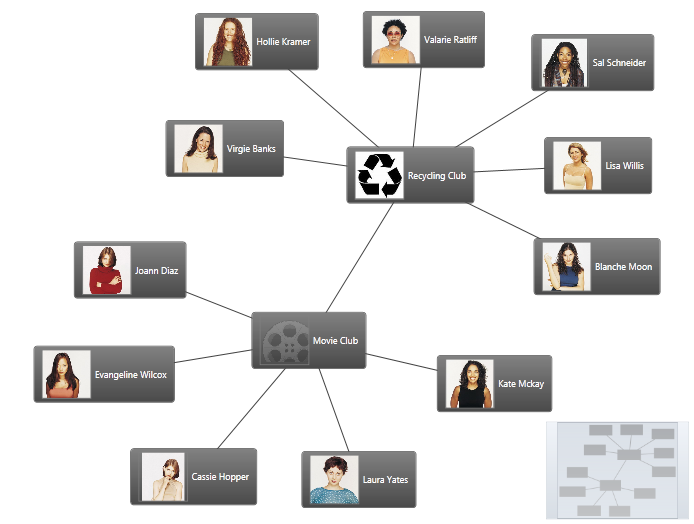 Hollie Kramer
Valarie Ratliff
Sal Schneider
Virgie Banks
Lisa Willis
Recycling Club
Blanche Moon
Joann Diaz
Movie Club
Evangeline Wilcox
Kate Mckay
Cassie Hopper
Laura Yates